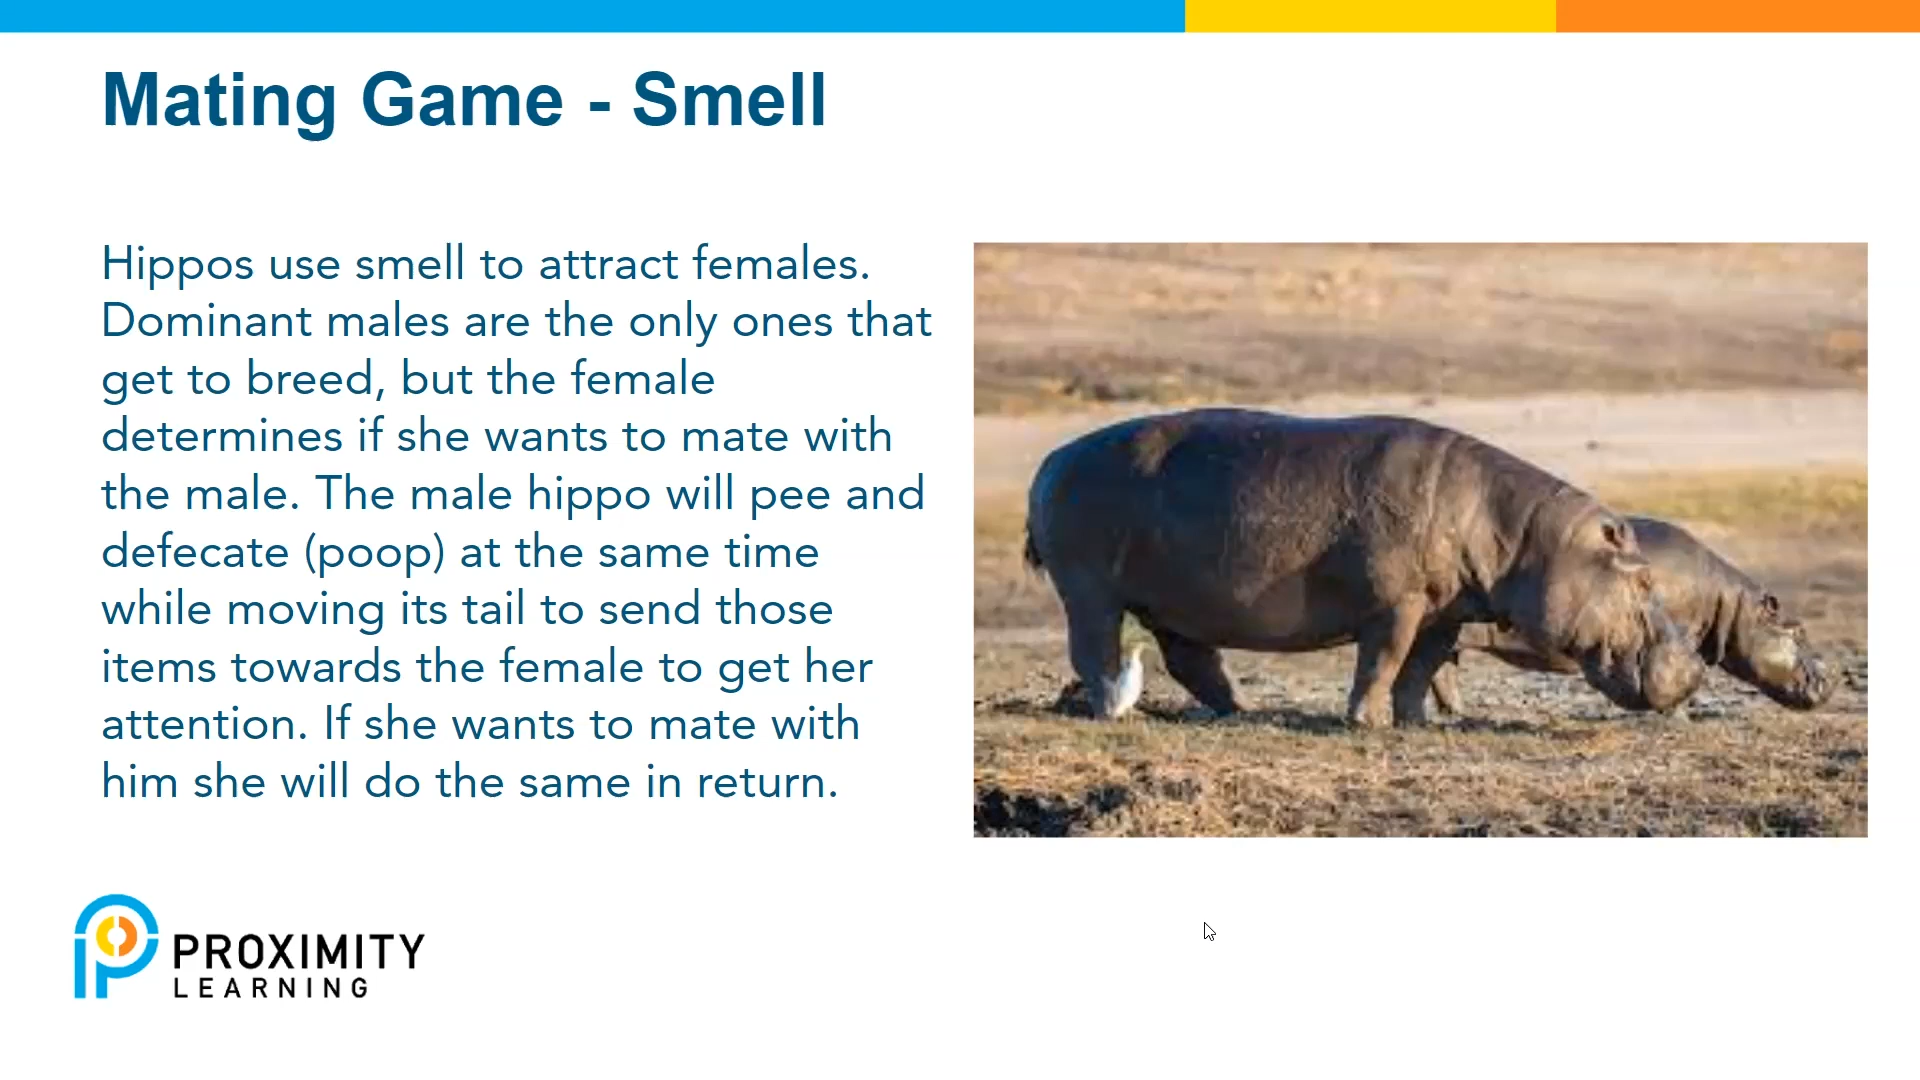 Mating Game - Smell
Hippos use smell to attract females.
Dominant males are the only ones that
get to breed, but the female
determines if she wants to mate with
the male. The male hippo will pee and
defecate (poop) at the same time
while moving its tail to send those
items towards the female to get her
attention. If she wants to mate with
him she will do the same in return.
PROXIMITY
LEARNING